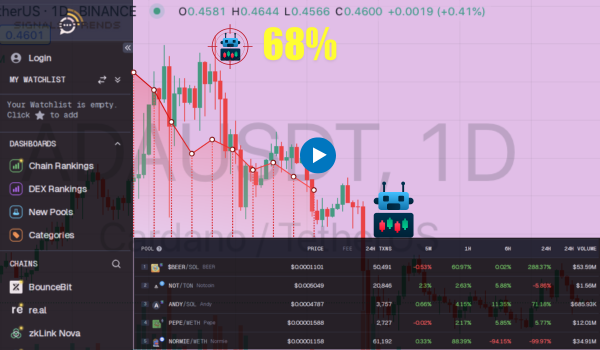 etherUS · 1D · BINANCE
O0.4581 H0.4644 L0.4566 C0.4600 +0.0019 (+0.41%)
0.4601
68%
Login
MY WATCHLIST
Your Watchlist is empty.
Click to add
ADAUSDT, 1D
DASHBOARDS
Chain Rankings
DEX Rankings
New Pools
Categories
Cardano / TetherUS
CHAINS
BounceBit
re.al
zkLink Nova
POOL PRICE FEE 24H TXNS 5M 1H 6H 24H 24H VOLUME
1 $BEER/SOL BEER $0.0001101 50,491 -0.53% 60.97% 0.02% 288.37% $53.59M
2 NOT/TON Notcoin $0.005049 20,846 2.3% 2.63% 5.88% -5.95% $1.56M
3 ANDY/SOL Andy $0.0004787 3,757 0.66% 4.15% 11.35% 71.18% $685.93K
4 PEPE/WETH Pepe $0.00001588 2,727 -0.02% 2.17% 5.85% 5.77% $12.01M
5 NORMIE/WETH Normie $0.0001158 61,192 0.33% 88.39% -94.15% -99.97% $34.91M